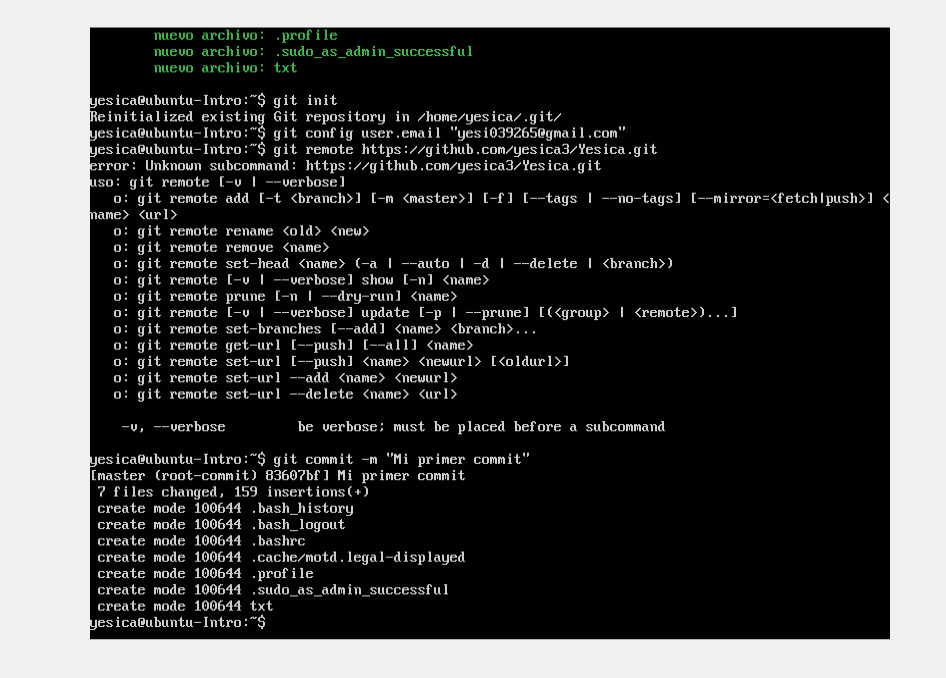 nuevo archivo: .profile
nuevo archivo: .sudo_as_admin_successful
nuevo archivo: txt
yesica@ubuntu-Intro:~$ git init
Reinitialized existing Git repository in /home/yesica/.git/
yesica@ubuntu-Intro:~$ git config user.email "yesi039265@gmail.com"
yesica@ubuntu-Intro:~$ git remote https://github.com/yesica3/Yesica.git
error: Unknown subcommand: https://github.com/yesica3/Yesica.git
uso: git remote [-v | --verbose]
o: git remote add [-t <branch>] [-m <master>] [-f] [--tags | --no-tags] [--mirror=<fetch|push>] <
name> <url>
o: git remote rename <old> <new>
o: git remote remove <name>
o: git remote set-head <name> (-a | --auto | -d | --delete | <branch>)
o: git remote [-v | --verbose] show [-n] <name>
o: git remote prune [-n | --dry-run] <name>
o: git remote [-v | --verbose] update [-p | --prune] [(<group> | <remote>)...]
o: git remote set-branches [--add] <name> <branch>...
o: git remote get-url [--push] [--all] <name>
o: git remote set-url [--push] <name> <newurl> [<oldurl>]
o: git remote set-url --add <name> <newurl>
o: git remote set-url --delete <name> <url>
-v, --verbose be verbose; must be placed before a subcommand
yesica@ubuntu-Intro:~$ git commit -m "Mi primer commit"
[master (root-commit) 83607bf] Mi primer commit
7 files changed, 159 insertions(+)
create mode 100644 .bash_history
create mode 100644 .bash_logout
create mode 100644 .bashrc
create mode 100644 .cache/motd.legal-displayed
create mode 100644 .profile
create mode 100644 .sudo_as_admin_successful
create mode 100644 txt
yesica@ubuntu-Intro:~$